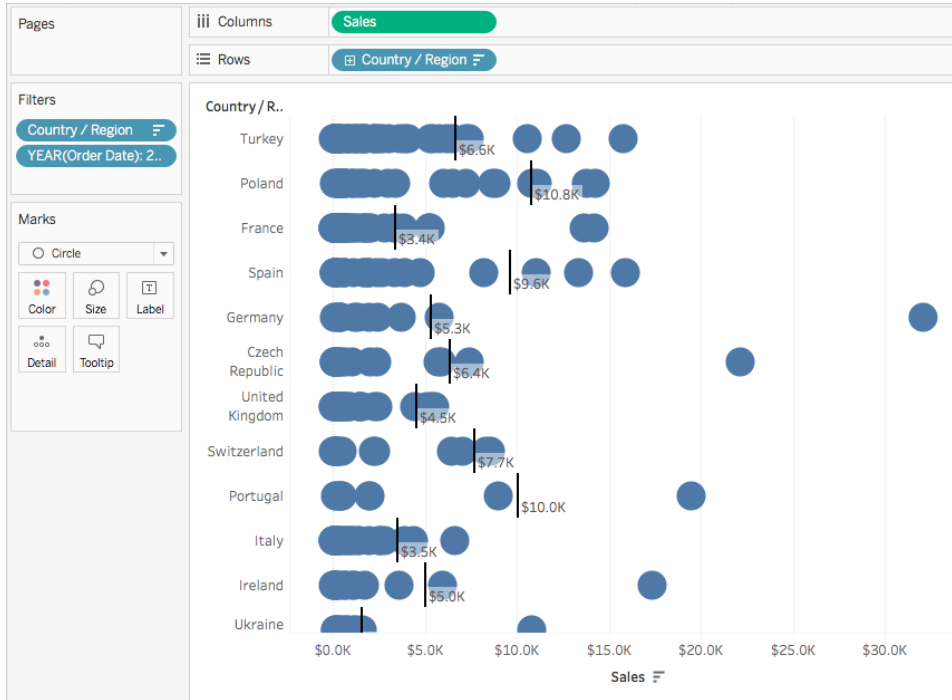 Pages
Columns
Sales
Rows
Country / Region
Filters
Country / Region
YEAR(Order Date): 2..
Marks
Circle
Color
Size
Label
Detail
Tooltip
Country / R..
Turkey
$6.6K
Poland
$10.8K
France
$3.4K
Spain
$9.6K
Germany
$5.3K
Czech
Republic
$6.4K
United
Kingdom
$4.5K
Switzerland
$7.7K
Portugal
$10.0K
Italy
$3.5K
Ireland
$5.0K
Ukraine
$0.0K $5.0K $10.0K $15.0K $20.0K $25.0K $30.0K
Sales